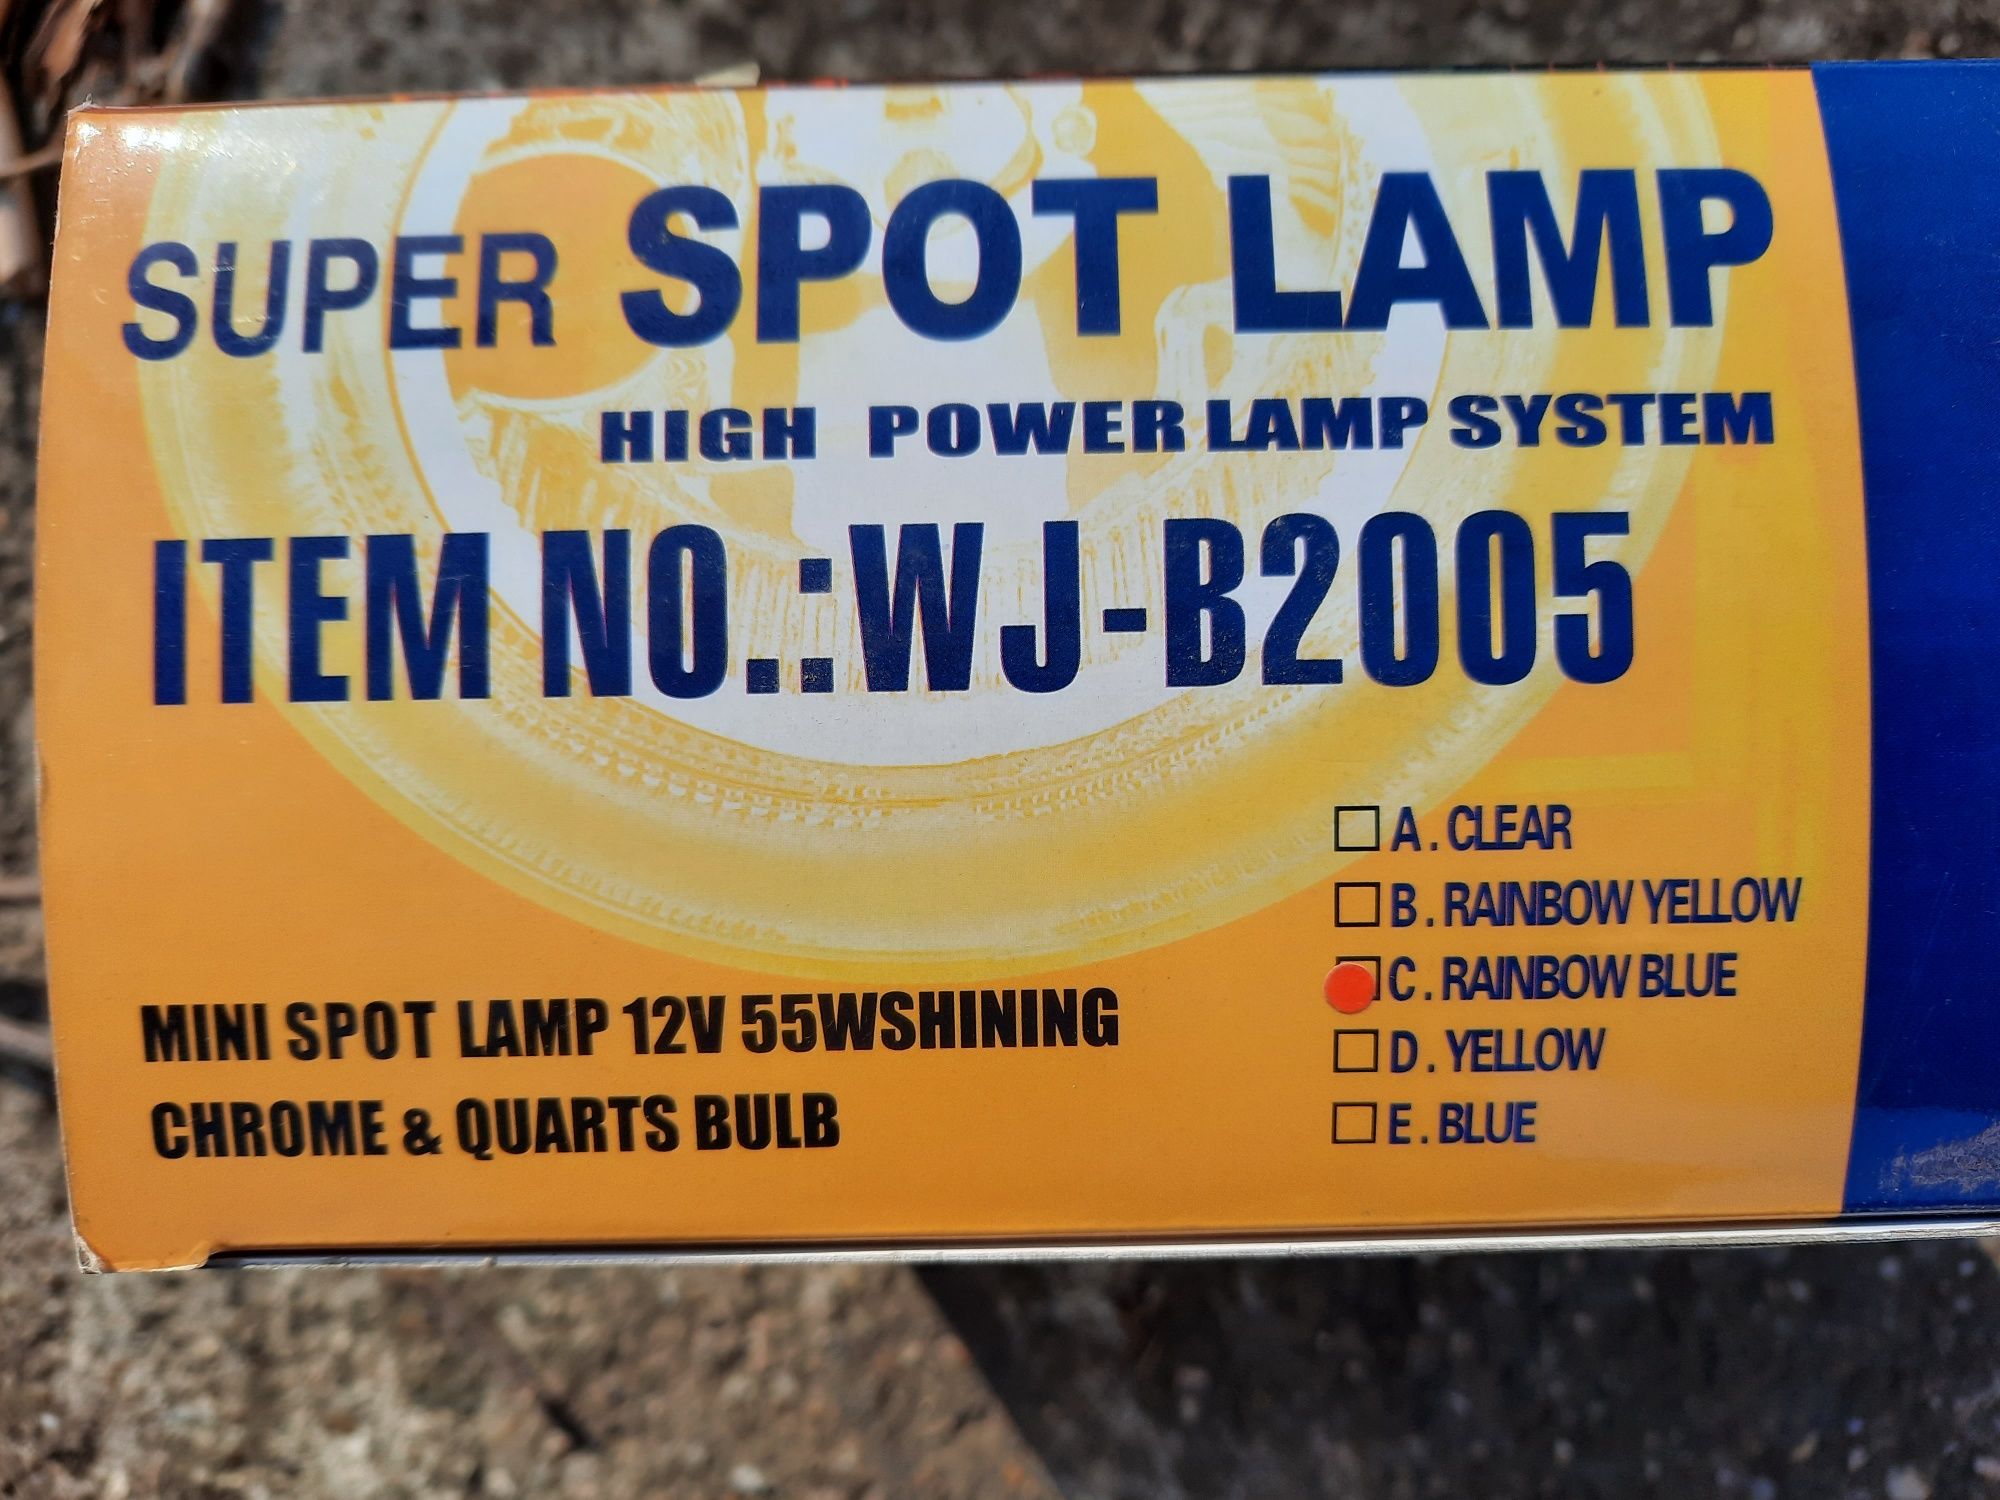 SUPER SPOT LAMP
HIGH POWER LAMP SYSTEM
ITEM NO.:WJ-B2005
A. CLEAR
B. RAINBOW YELLOW
C. RAINBOW BLUE
D. YELLOW
E. BLUE
MINI SPOT LAMP 12V 55WSHINING
CHROME & QUARTS BULB